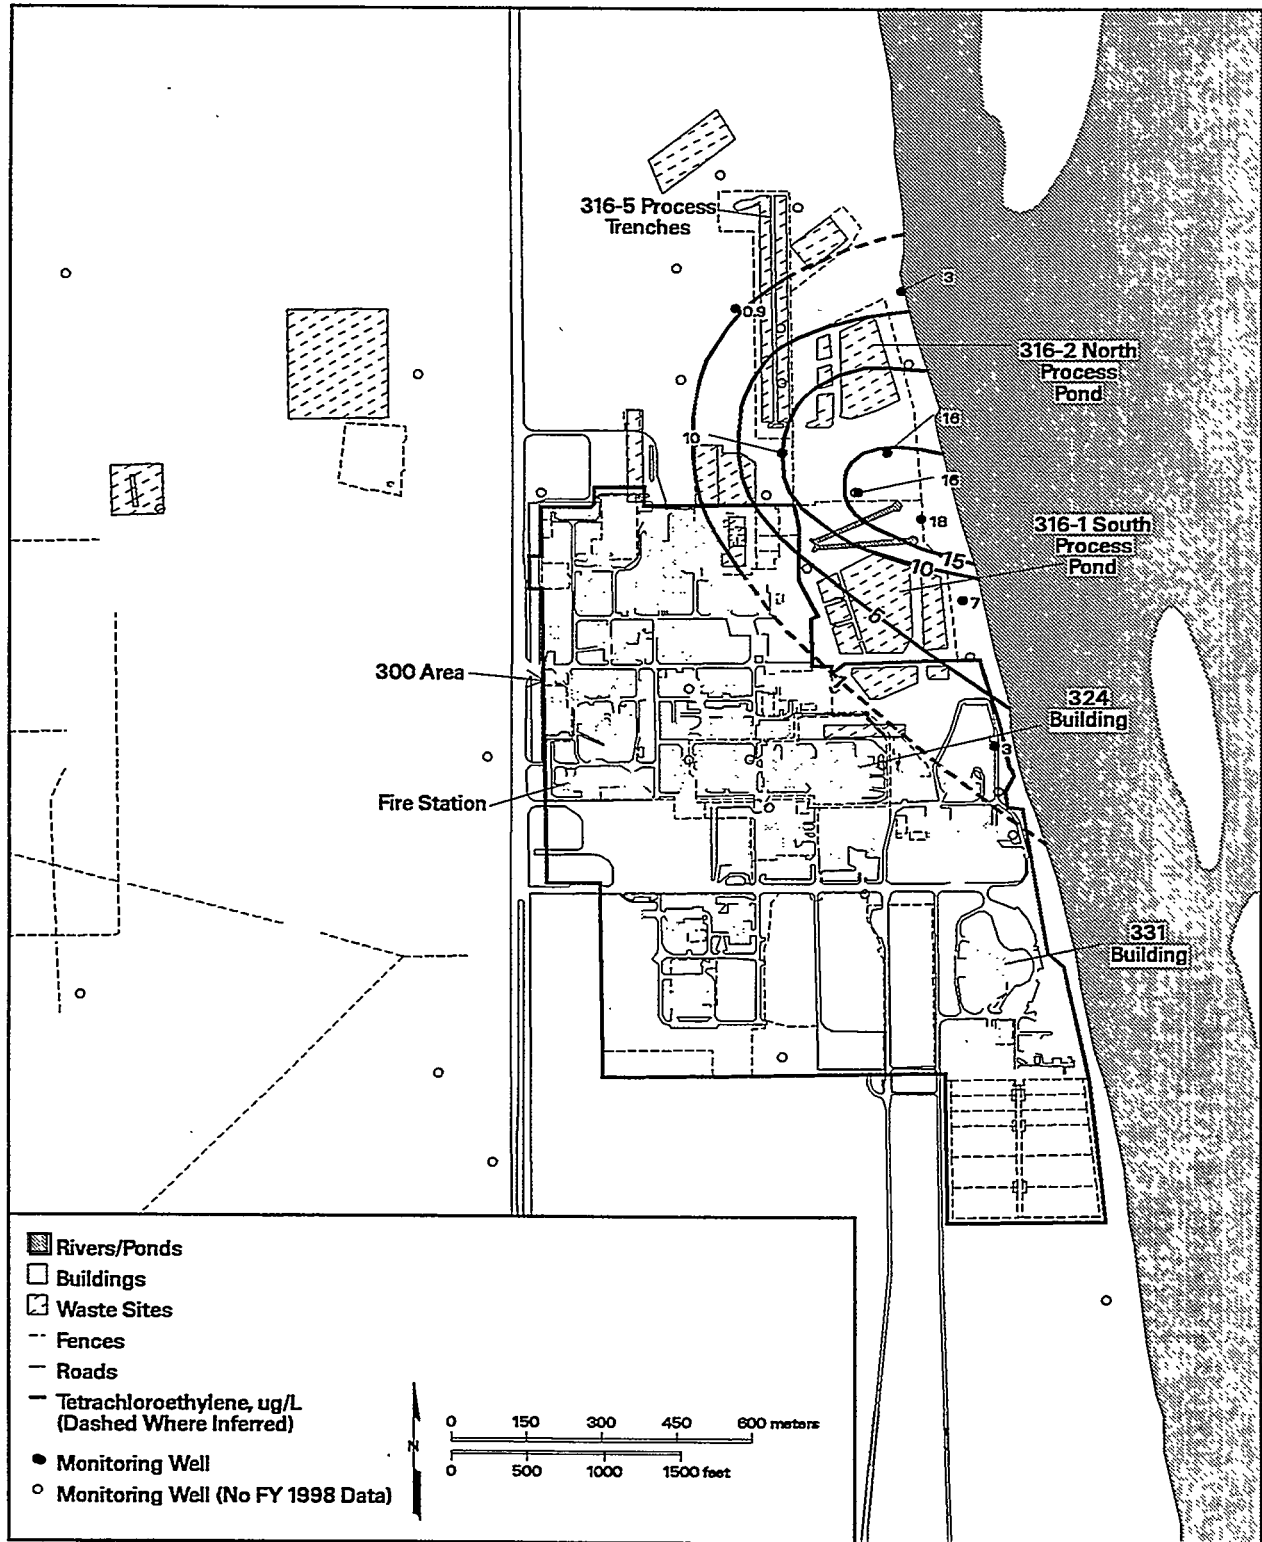 316-5 Process
Trenches
3
0.9
316-2 North
Process
Pond
16
10
16
18
316-1 South
Process
Pond
15
10
7
5
300 Area
324
Building
3
Fire Station
331
Building
Rivers/Ponds
Buildings
Waste Sites
Fences
Roads
Tetrachloroethylene, ug/L
(Dashed Where Inferred)
Monitoring Well
Monitoring Well (No FY 1998 Data)
N
0 150 300 450 600 meters
0 500 1000 1500 feet